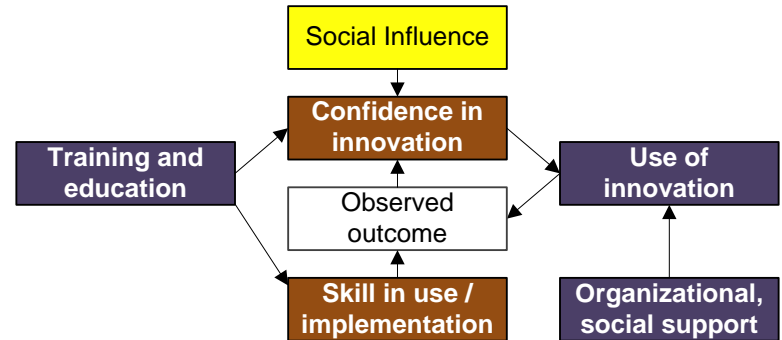 Social Influence
Confidence in
innovation
Training and
education
Use of
innovation
Observed
outcome
Skill in use /
implementation
Organizational,
social support